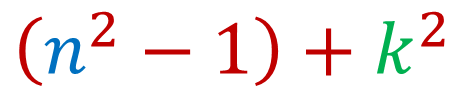 (n² − 1) + k²